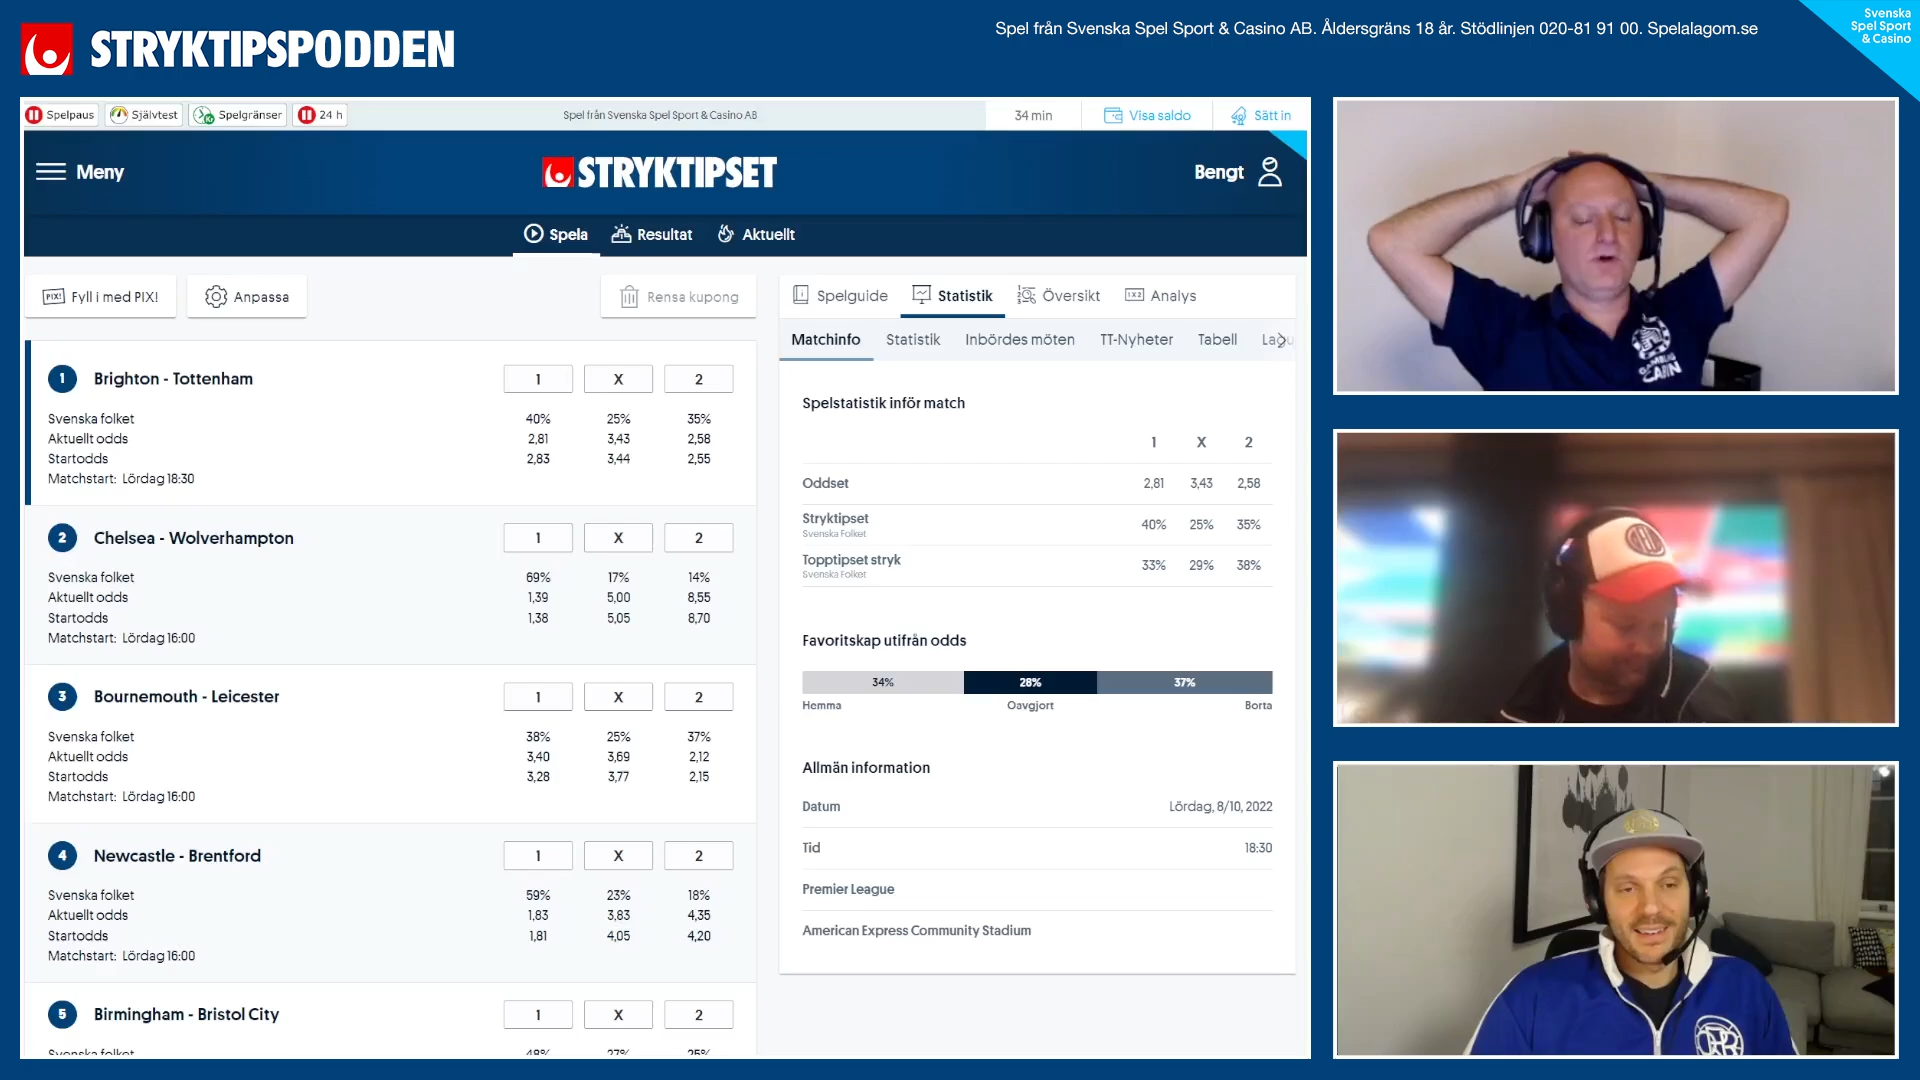 STRYKTIPSPODDEN
Spel från Svenska Spel Sport & Casino AB. Åldersgräns 18 år. Stödlinjen 020-81 91 00. Spelalagom.se
Svenska
Spel Sport
& Casino
Spelpaus
Självtest
Spelgränser
24 h
Spel från Svenska Spel Sport & Casino AB
34 min
Visa saldo
Sätt in
Meny
STRYKTIPSET
Bengt
Spela
Resultat
Aktuellt
PIX! Fyll i med PIX!
Anpassa
Rensa kupong
1 Brighton - Tottenham 1 X 2
Svenska folket 40% 25% 35%
Aktuellt odds 2,81 3,43 2,58
Startodds 2,83 3,44 2,55
Matchstart: Lördag 18:30
2 Chelsea - Wolverhampton 1 X 2
Svenska folket 69% 17% 14%
Aktuellt odds 1,39 5,00 8,55
Startodds 1,38 5,05 8,70
Matchstart: Lördag 16:00
3 Bournemouth - Leicester 1 X 2
Svenska folket 38% 25% 37%
Aktuellt odds 3,40 3,69 2,12
Startodds 3,28 3,77 2,15
Matchstart: Lördag 16:00
4 Newcastle - Brentford 1 X 2
Svenska folket 59% 23% 18%
Aktuellt odds 1,83 3,83 4,35
Startodds 1,81 4,05 4,20
Matchstart: Lördag 16:00
5 Birmingham - Bristol City 1 X 2
Svenska folket 48% 27% 25%
Spelguide
Statistik
Översikt
1X2 Analys
Matchinfo
Statistik
Inbördes möten
TT-Nyheter
Tabell
Spelstatistik inför match
1 X 2
Oddset 2,81 3,43 2,58
Stryktipset 40% 25% 35%
Svenska Folket
Topptipset stryk 33% 29% 38%
Svenska Folket
Favoritskap utifrån odds
34% 28% 37%
Hemma Oavgjort Borta
Allmän information
Datum Lördag, 8/10, 2022
Tid 18:30
Premier League
American Express Community Stadium